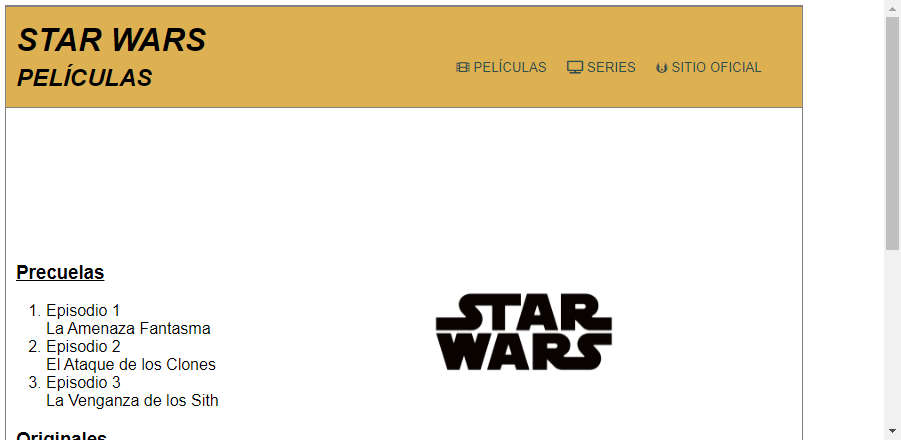 STAR WARS
PELÍCULAS
PELÍCULAS SERIES SITIO OFICIAL
Precuelas
1. Episodio 1
La Amenaza Fantasma
2. Episodio 2
El Ataque de los Clones
3. Episodio 3
La Venganza de los Sith
STAR
WARS
Originales